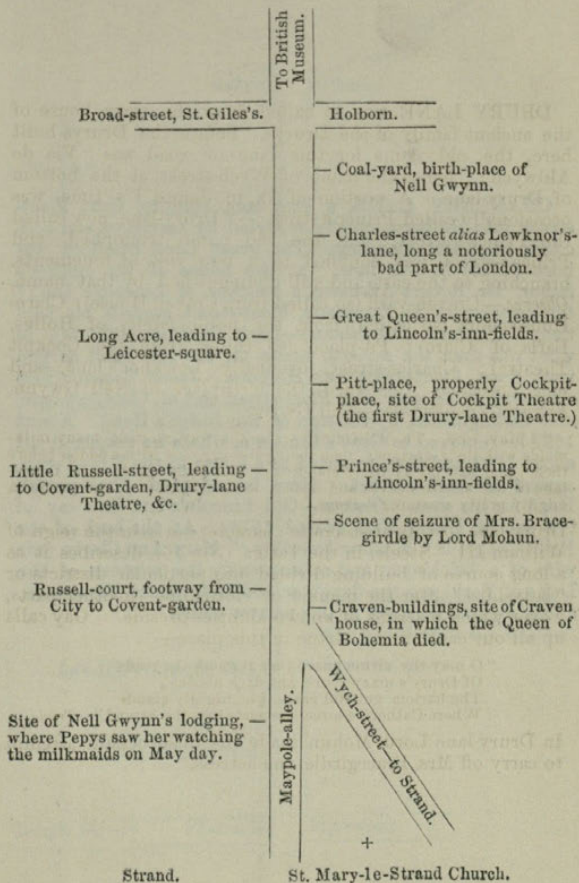 To British
Museum.
Broad-street, St. Giles's.
Holborn.
Coal-yard, birth-place of
Nell Gwynn.
Charles-street alias Lewknor's-
lane, long a notoriously
bad part of London.
Great Queen's-street, leading
to Lincoln's-inn-fields.
Long Acre, leading to
Leicester-square.
Pitt-place, properly Cockpit-
place, site of Cockpit Theatre
(the first Drury-lane Theatre.)
Little Russell-street, leading
to Covent-garden, Drury-lane
Theatre, &c.
Prince's-street, leading to
Lincoln's-inn-fields.
Scene of seizure of Mrs. Brace-
girdle by Lord Mohun.
Russell-court, footway from
City to Covent-garden.
Craven-buildings, site of Craven
house, in which the Queen of
Bohemia died.
Site of Nell Gwynn's lodging,
where Pepys saw her watching
the milkmaids on May day.
Maypole-alley.
Wych-street—to Strand.
Strand.
St. Mary-le-Strand Church.